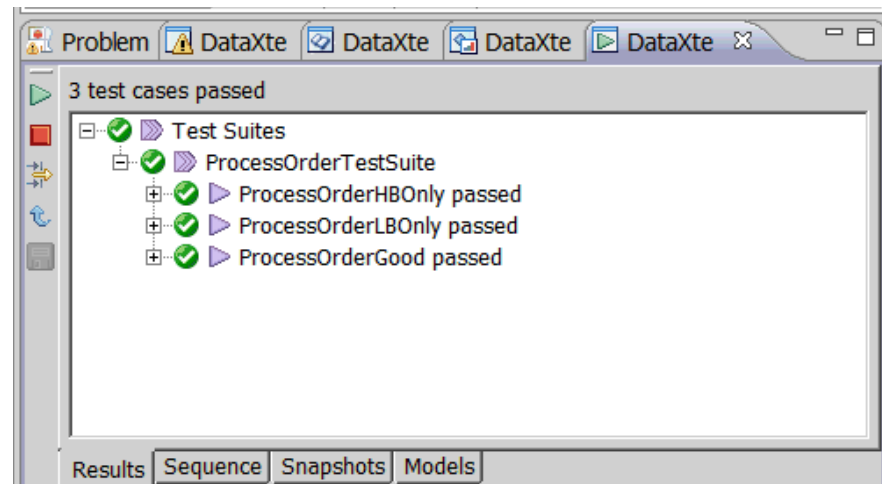 Problem DataXte DataXte DataXte DataXte
3 test cases passed
Test Suites
ProcessOrderTestSuite
ProcessOrderHBOnly passed
ProcessOrderLBOnly passed
ProcessOrderGood passed
Results Sequence Snapshots Models